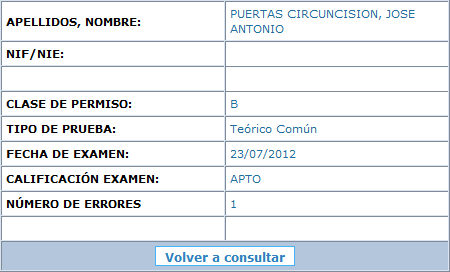 APELLIDOS, NOMBRE: PUERTAS CIRCUNCISION, JOSE
ANTONIO
NIF/NIE:
CLASE DE PERMISO: B
TIPO DE PRUEBA: Teórico Común
FECHA DE EXAMEN: 23/07/2012
CALIFICACIÓN EXAMEN: APTO
NÚMERO DE ERRORES 1
Volver a consultar